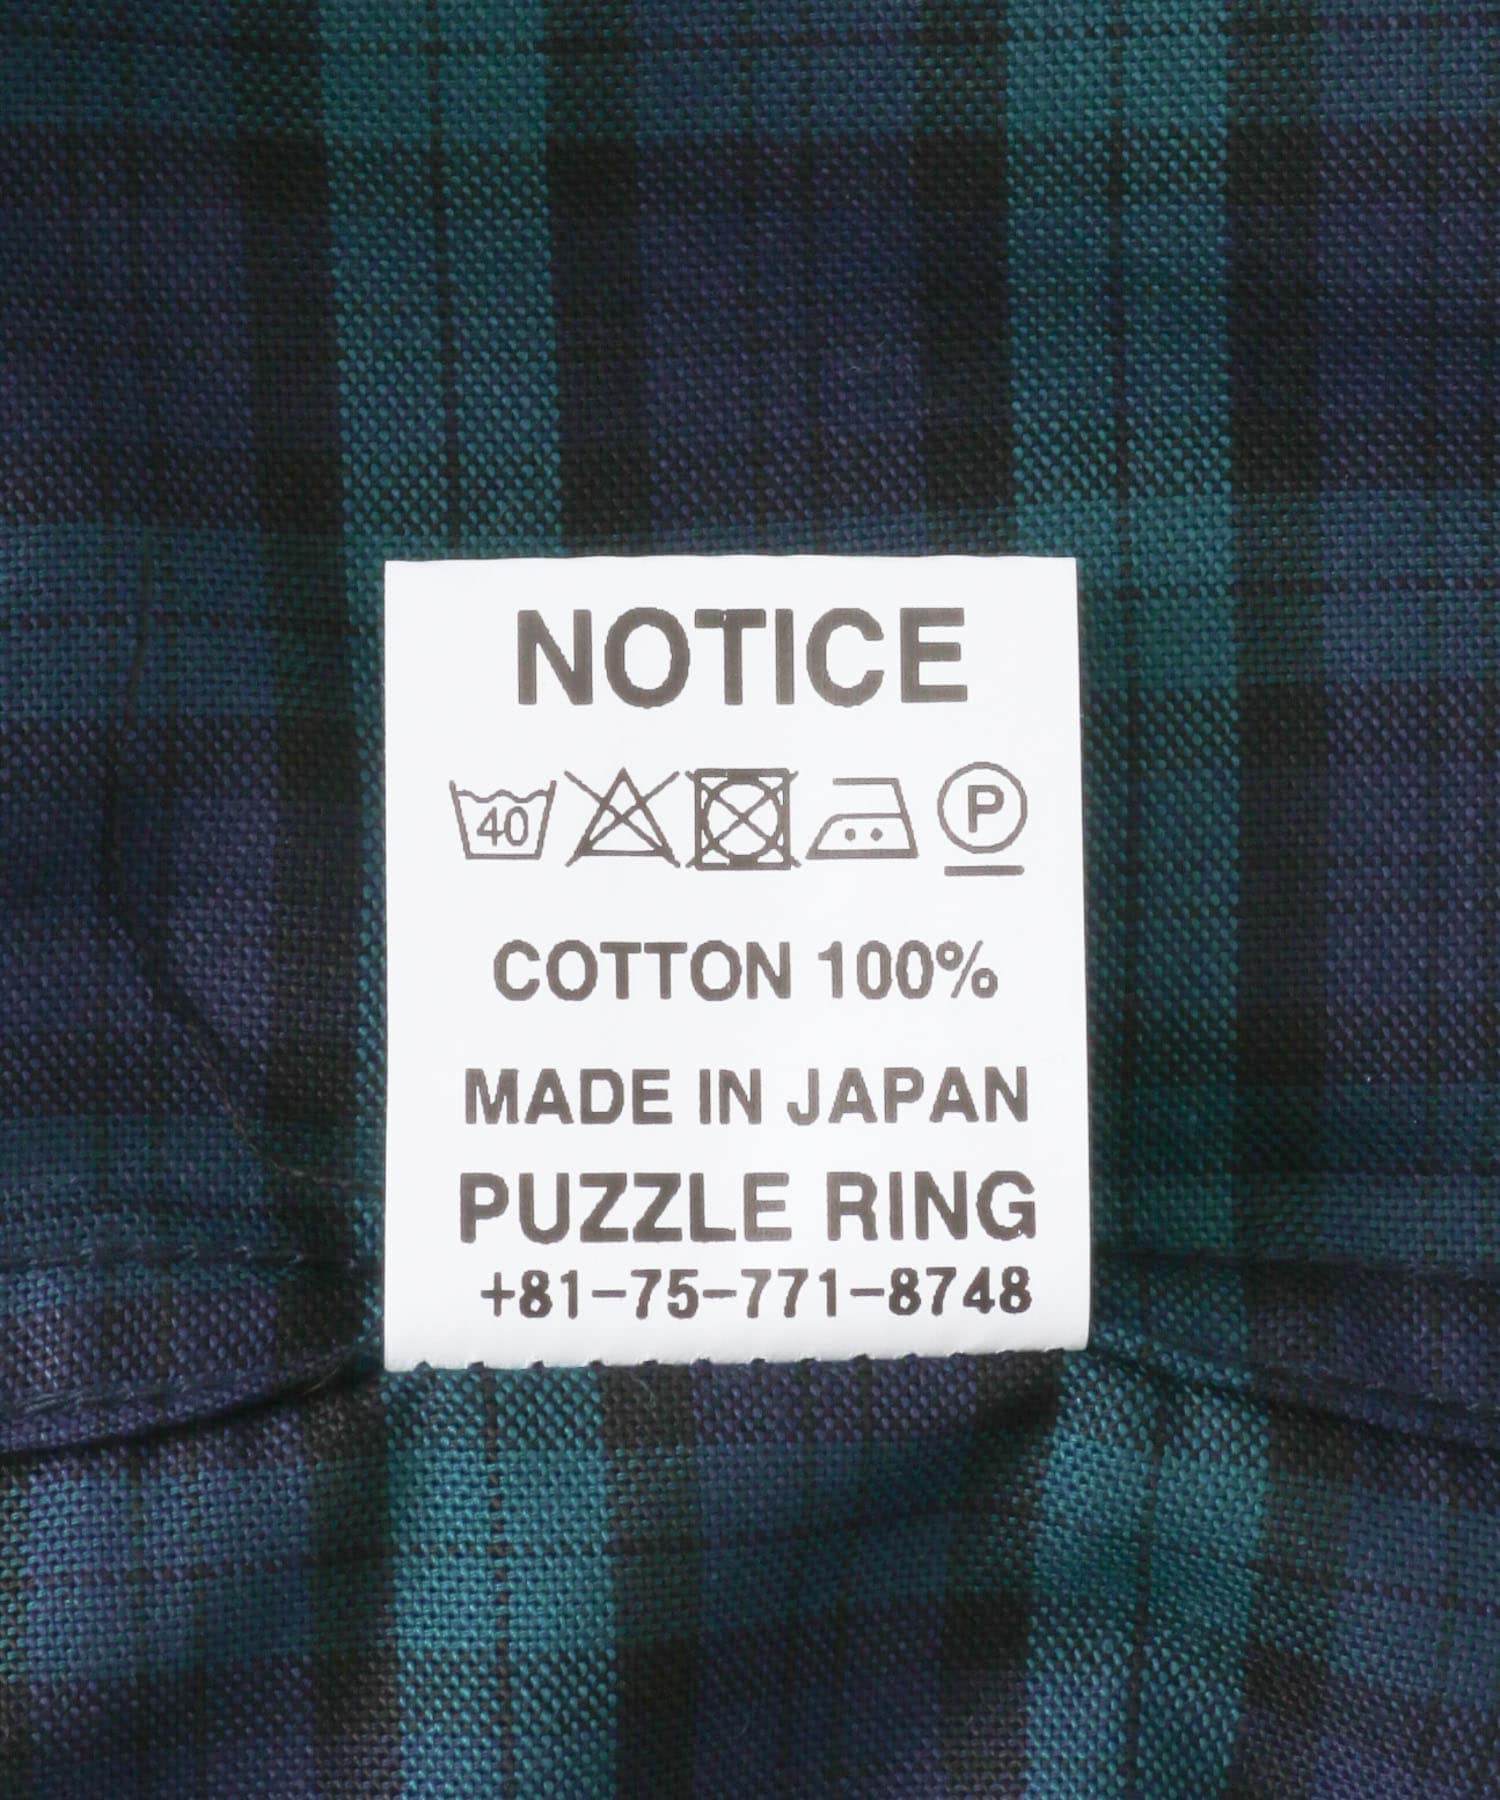 NOTICE
40 P
COTTON 100%
MADE IN JAPAN
PUZZLE RING
+81-75-771-8748